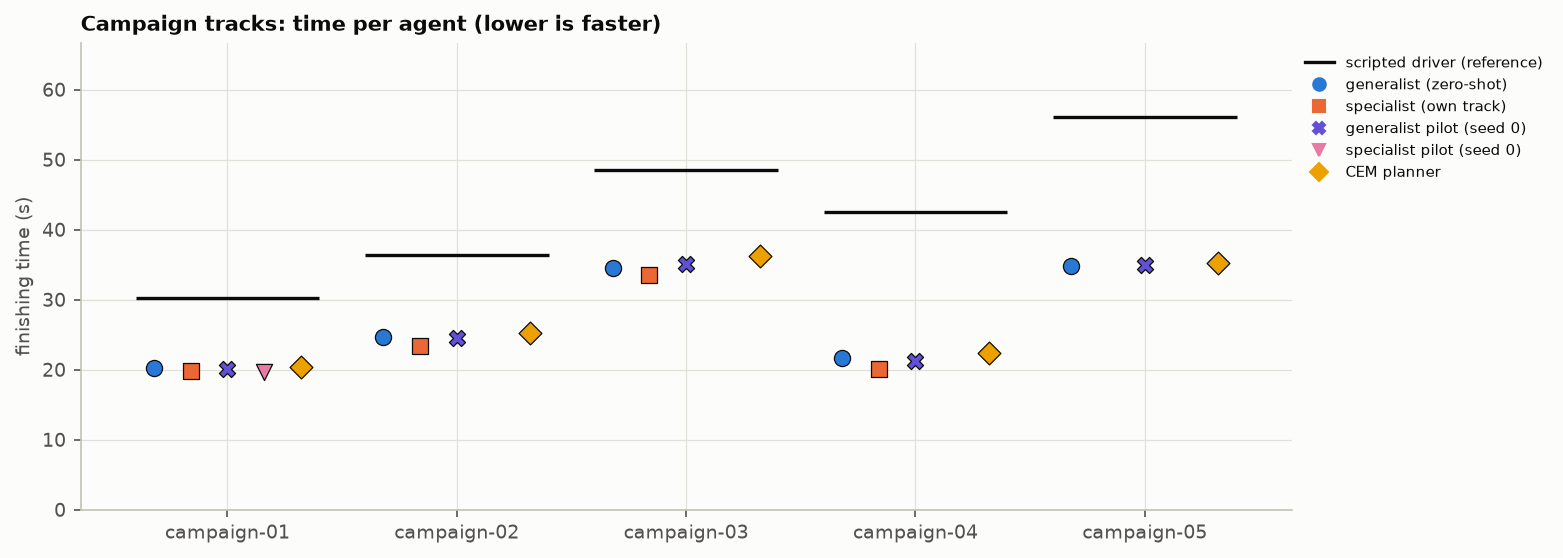 Campaign tracks: time per agent (lower is faster)
finishing time (s)
60
50
40
30
20
10
0
campaign-01
campaign-02
campaign-03
campaign-04
campaign-05
scripted driver (reference)
generalist (zero-shot)
specialist (own track)
generalist pilot (seed 0)
specialist pilot (seed 0)
CEM planner